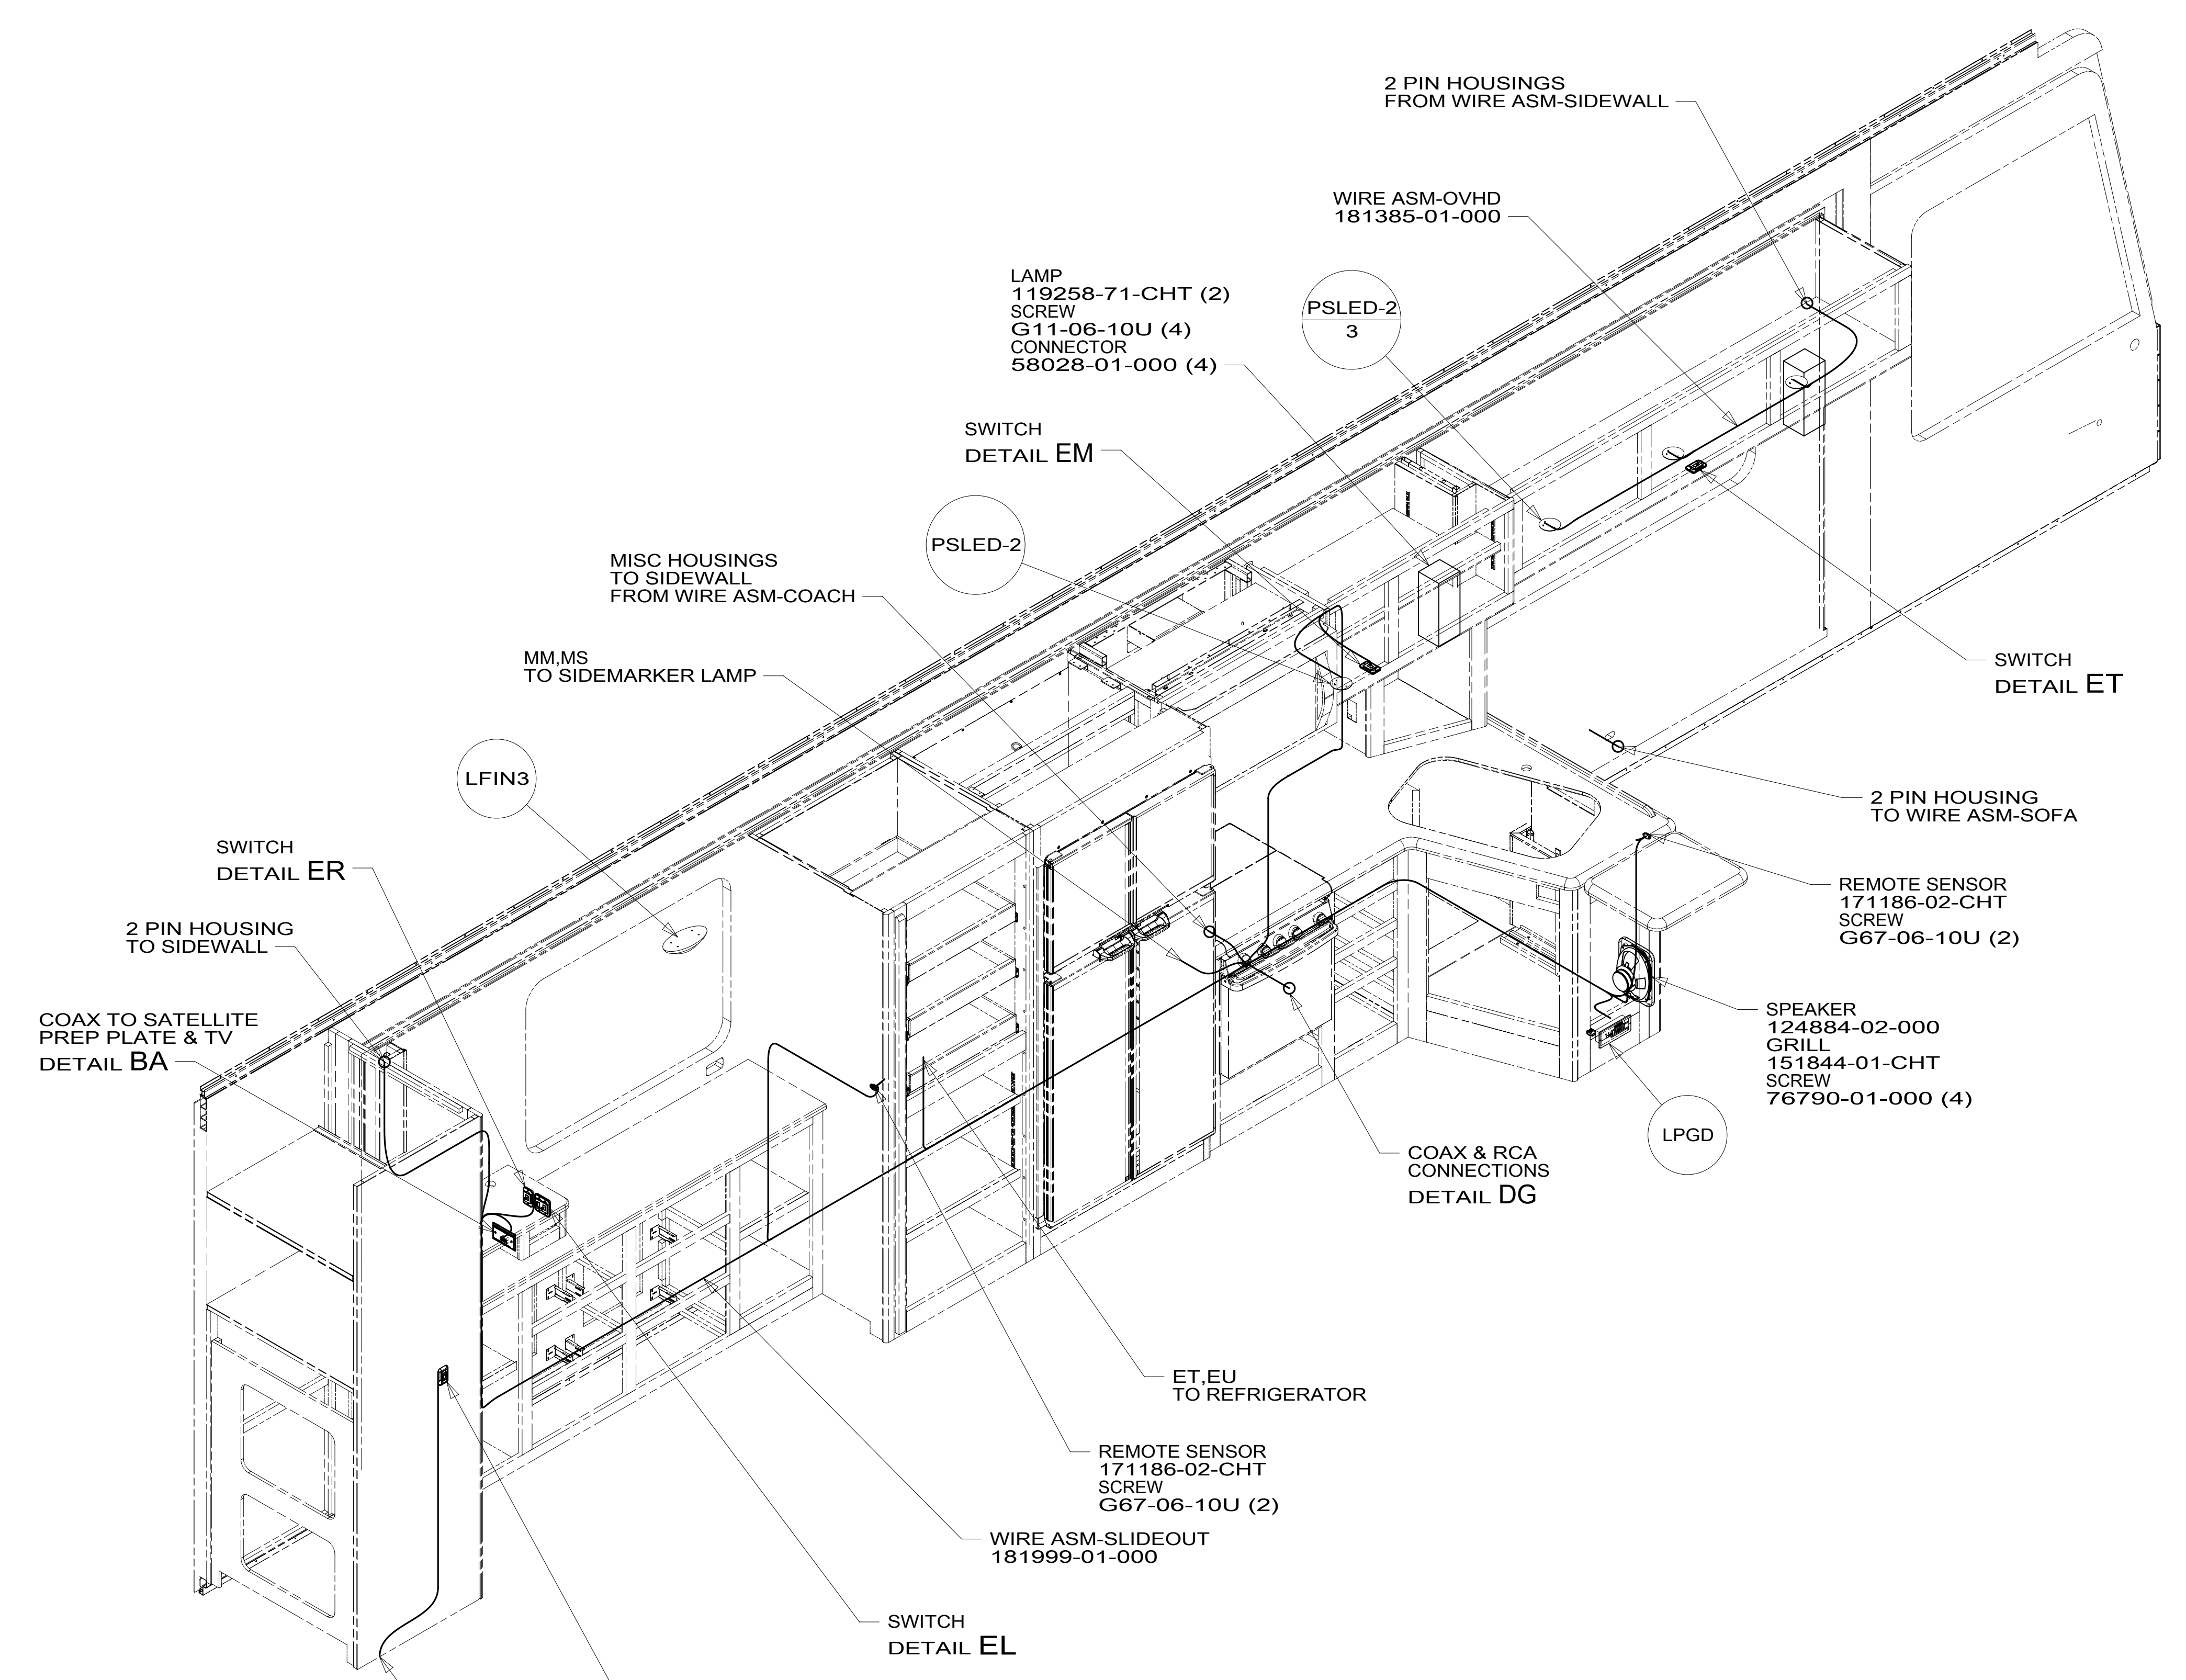 2 PIN HOUSINGS
FROM WIRE ASM-SIDEWALL
WIRE ASM-OVHD
181385-01-000
LAMP
119258-71-CHT (2)
SCREW
G11-06-10U (4)
CONNECTOR
58028-01-000 (4)
PSLED-2
3
SWITCH
DETAIL EM
PSLED-2
MISC HOUSINGS
TO SIDEWALL
FROM WIRE ASM-COACH
MM,MS
TO SIDEMARKER LAMP
SWITCH
DETAIL ET
LFIN3
2 PIN HOUSING
TO WIRE ASM-SOFA
SWITCH
DETAIL ER
REMOTE SENSOR
171186-02-CHT
SCREW
G67-06-10U (2)
2 PIN HOUSING
TO SIDEWALL
COAX TO SATELLITE
PREP PLATE & TV
DETAIL BA
SPEAKER
124884-02-000
GRILL
151844-01-CHT
SCREW
76790-01-000 (4)
LPGD
COAX & RCA
CONNECTIONS
DETAIL DG
ET,EU
TO REFRIGERATOR
REMOTE SENSOR
171186-02-CHT
SCREW
G67-06-10U (2)
WIRE ASM-SLIDEOUT
181999-01-000
SWITCH
DETAIL EL